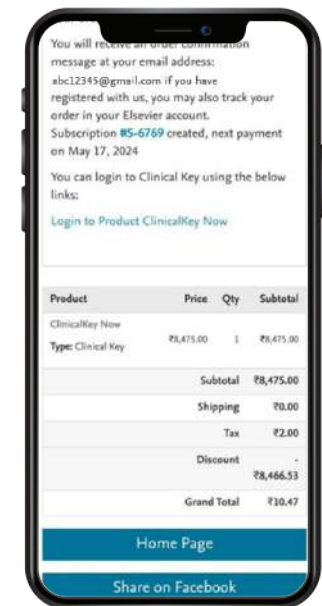 You will receive an order confirmation
message at your email address:
abc12345@gmail.com if you have
registered with us, you may also track your
order in your Elsevier account.
Subscription #S-6769 created, next payment
on May 17, 2024
You can login to Clinical Key using the below
links:
Login to Product ClinicalKey Now
Product Price Qty Subtotal
ClinicalKey Now
Type: Clinical Key ₹8,475.00 1 ₹8,475.00
Subtotal ₹8,475.00
Shipping ₹0.00
Tax ₹2.00
Discount -
₹8,466.53
Grand Total ₹10.47
Home Page
Share on Facebook